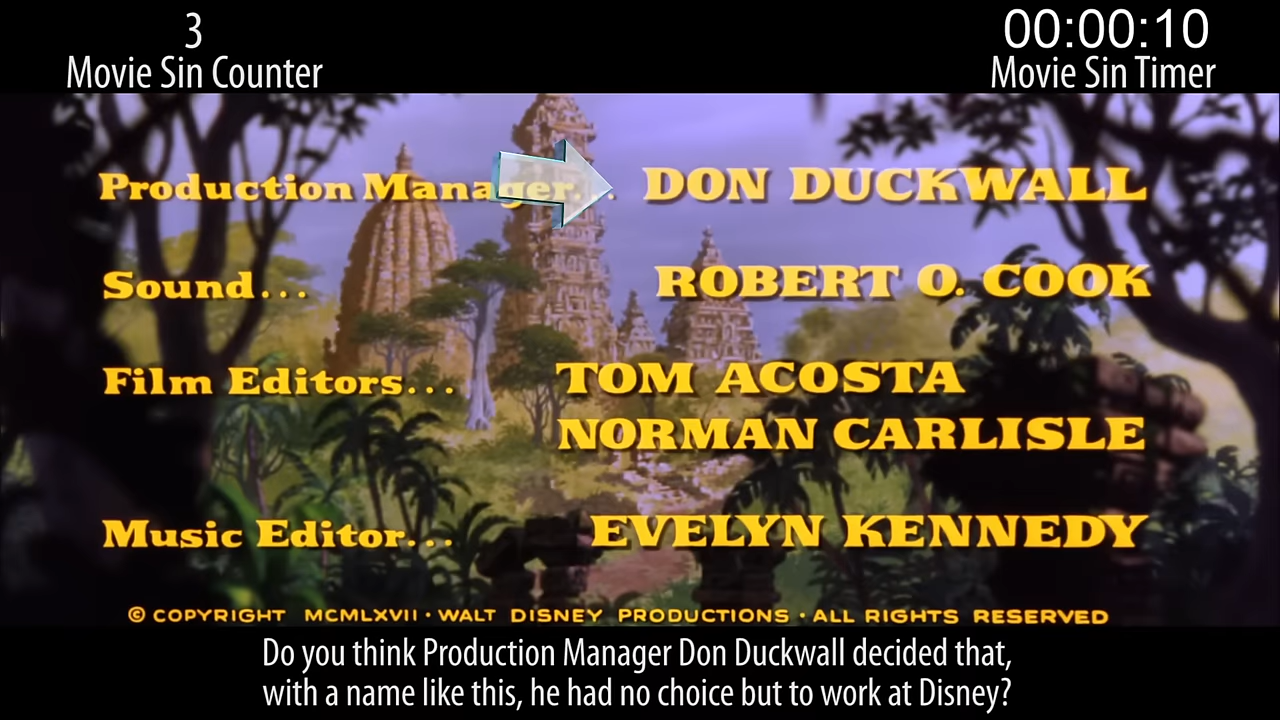 3
Movie Sin Counter
00:00:10
Movie Sin Timer
Production Manager... DON DUCKWALL
Sound... ROBERT O. COOK
Film Editors... TOM ACOSTA
NORMAN CARLISLE
Music Editor... EVELYN KENNEDY
© COPYRIGHT MCMLXVII · WALT DISNEY PRODUCTIONS · ALL RIGHTS RESERVED
Do you think Production Manager Don Duckwall decided that,
with a name like this, he had no choice but to work at Disney?